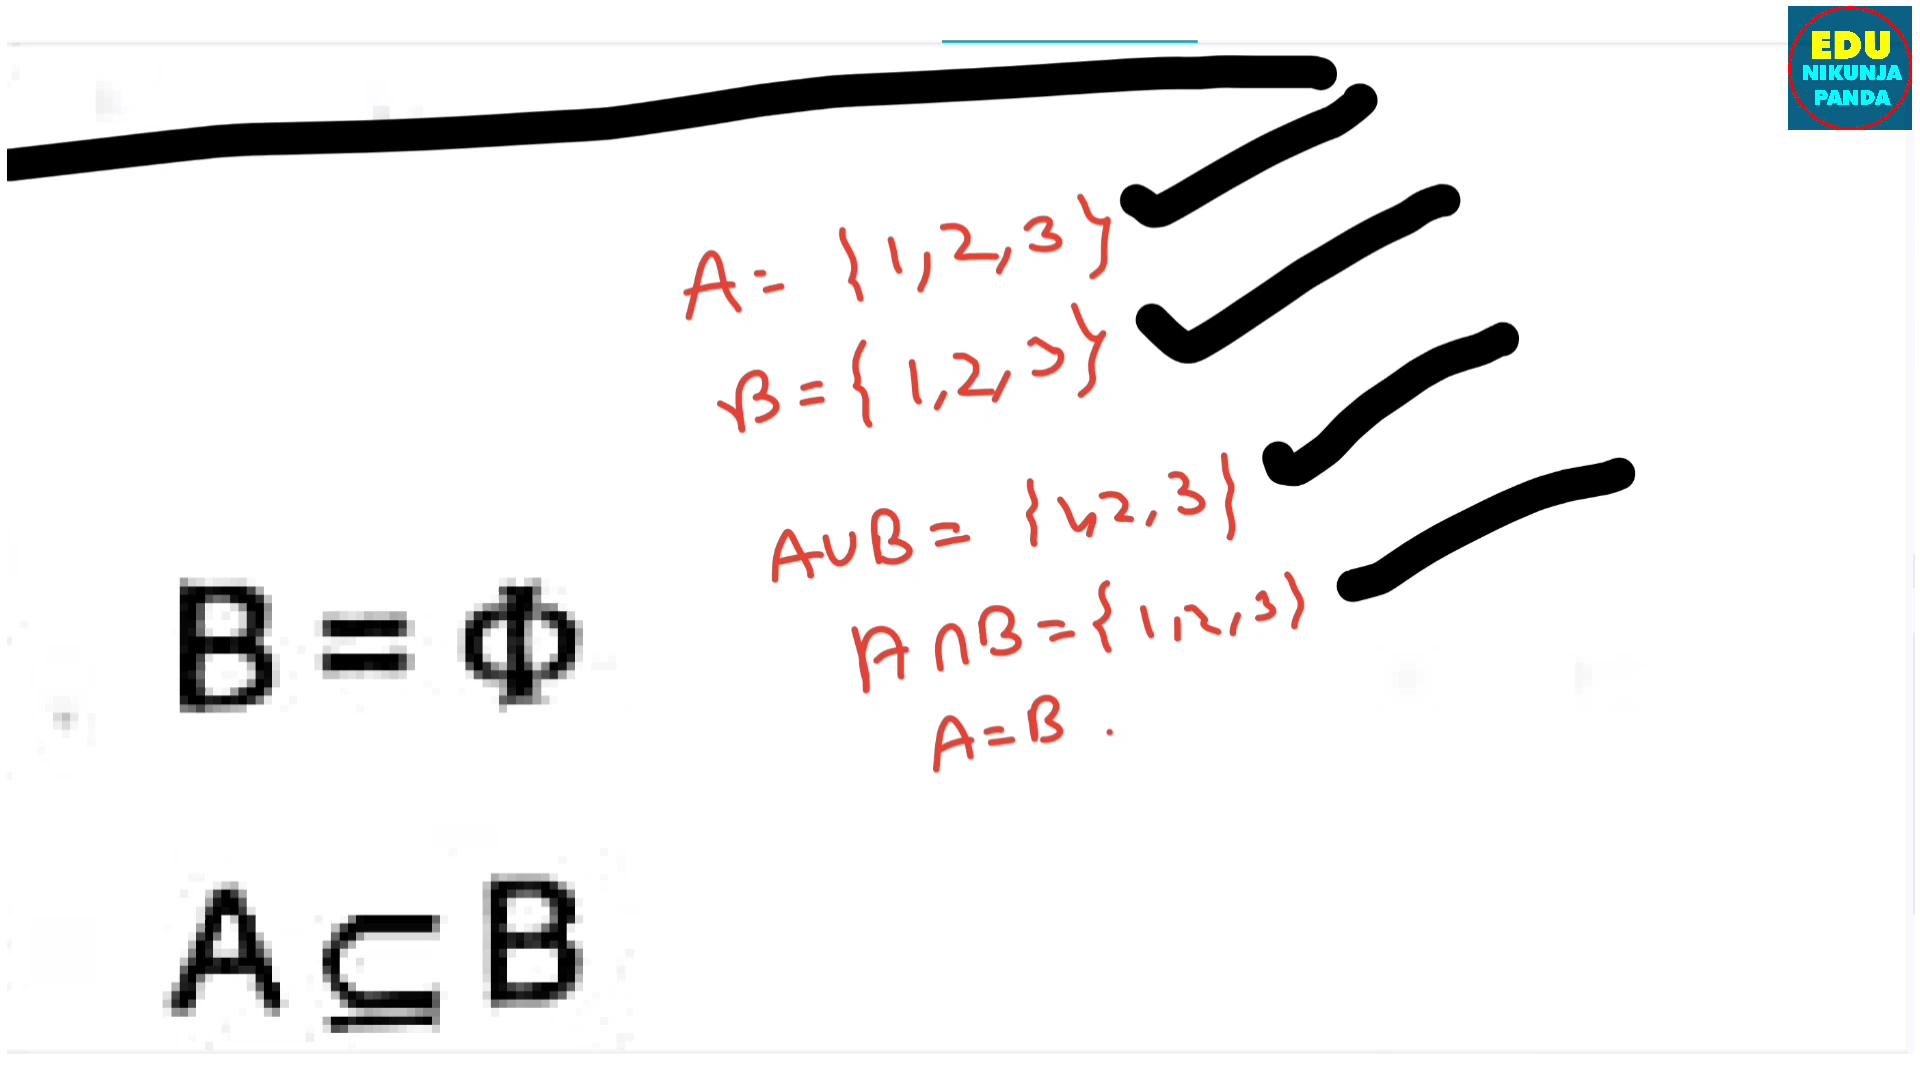 EDU
NIKUNJA
PANDA
A = {1,2,3}
B = {1,2,3}
A∪B = {1,2,3}
A∩B = {1,2,3}
A=B .
B = Φ
A ⊆ B